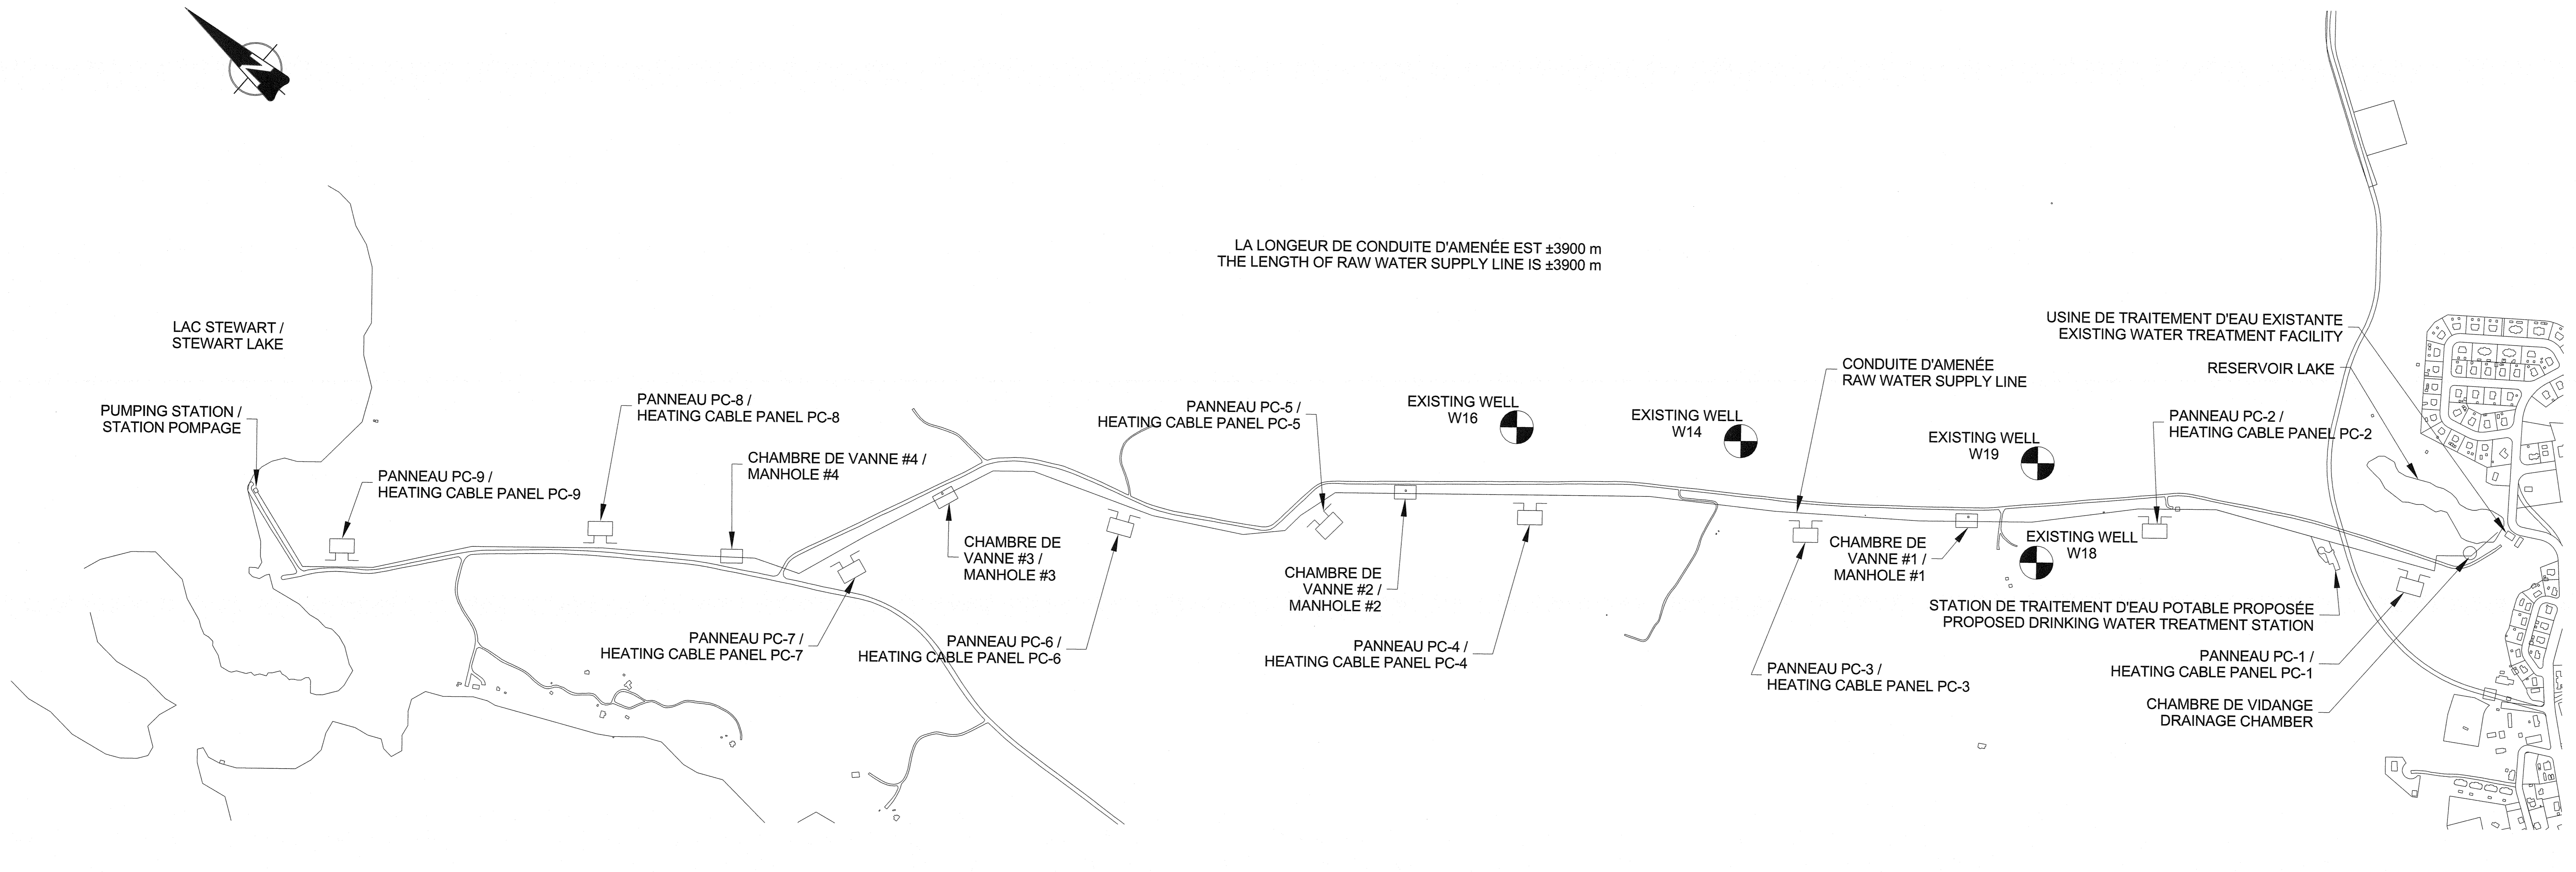 N
LA LONGEUR DE CONDUITE D'AMENÉE EST ±3900 m
THE LENGTH OF RAW WATER SUPPLY LINE IS ±3900 m
LAC STEWART /
STEWART LAKE
PUMPING STATION /
STATION POMPAGE
PANNEAU PC-9 /
HEATING CABLE PANEL PC-9
PANNEAU PC-8 /
HEATING CABLE PANEL PC-8
CHAMBRE DE VANNE #4 /
MANHOLE #4
PANNEAU PC-7 /
HEATING CABLE PANEL PC-7
CHAMBRE DE
VANNE #3 /
MANHOLE #3
PANNEAU PC-6 /
HEATING CABLE PANEL PC-6
PANNEAU PC-5 /
HEATING CABLE PANEL PC-5
CHAMBRE DE
VANNE #2 /
MANHOLE #2
EXISTING WELL
W16
PANNEAU PC-4 /
HEATING CABLE PANEL PC-4
EXISTING WELL
W14
CONDUITE D'AMENÉE
RAW WATER SUPPLY LINE
PANNEAU PC-3 /
HEATING CABLE PANEL PC-3
CHAMBRE DE
VANNE #1 /
MANHOLE #1
EXISTING WELL
W19
EXISTING WELL
W18
PANNEAU PC-2 /
HEATING CABLE PANEL PC-2
USINE DE TRAITEMENT D'EAU EXISTANTE
EXISTING WATER TREATMENT FACILITY
RESERVOIR LAKE
STATION DE TRAITEMENT D'EAU POTABLE PROPOSÉE
PROPOSED DRINKING WATER TREATMENT STATION
PANNEAU PC-1 /
HEATING CABLE PANEL PC-1
CHAMBRE DE VIDANGE
DRAINAGE CHAMBER